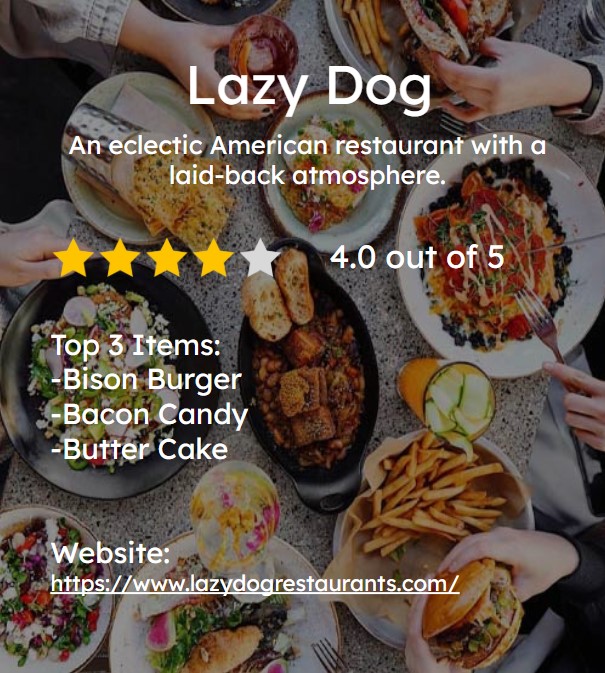 Lazy Dog
An eclectic American restaurant with a
laid-back atmosphere.
4.0 out of 5
Top 3 Items:
-Bison Burger
-Bacon Candy
-Butter Cake
Website:
https://www.lazydogrestaurants.com/